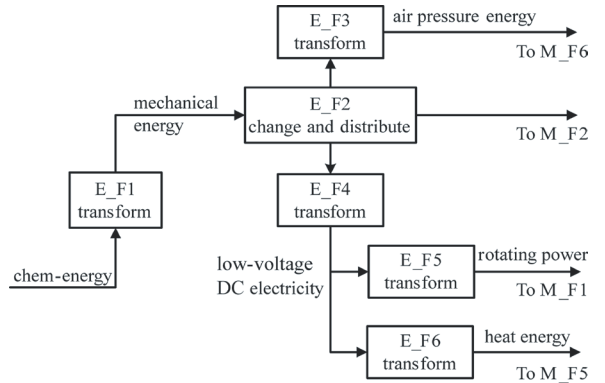 E_F3
transform
air pressure energy
To M_F6
mechanical
energy
E_F2
change and distribute
To M_F2
E_F1
transform
E_F4
transform
chem-energy
low-voltage
DC electricity
E_F5
transform
rotating power
To M_F1
E_F6
transform
heat energy
To M_F5